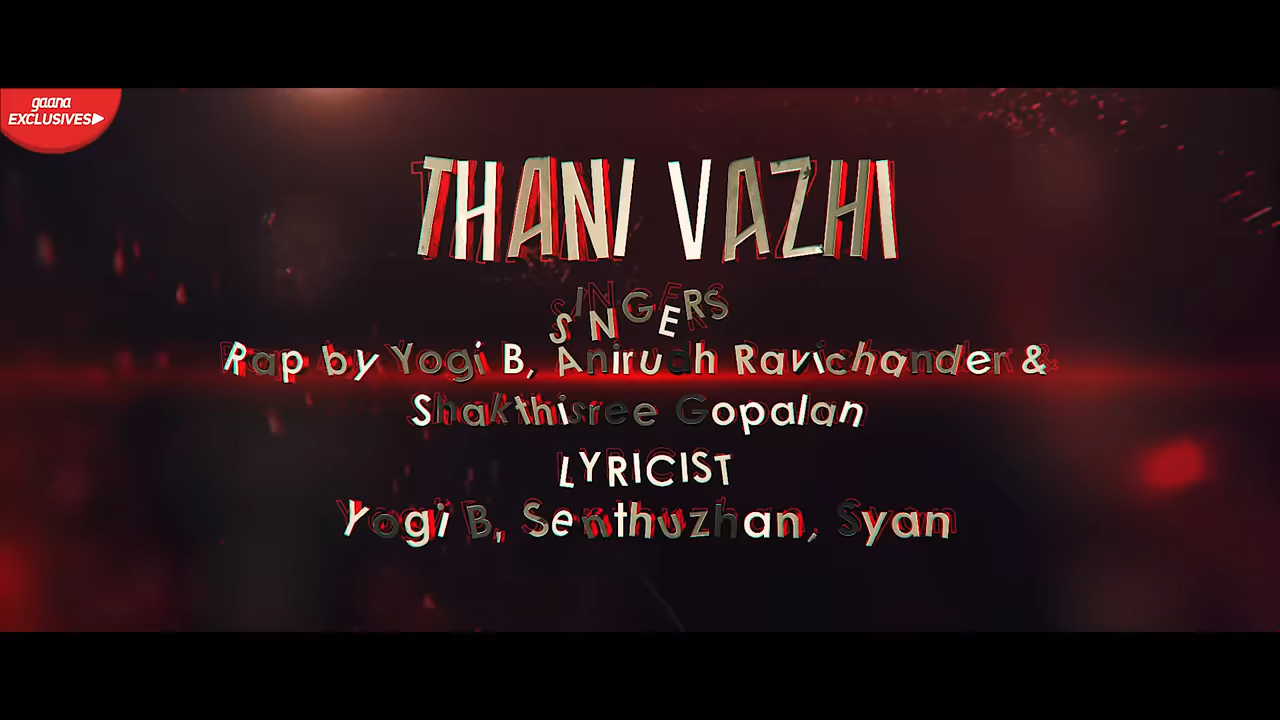 gaana
EXCLUSIVES
THANI VAZHI
SINGERS
Rap by Yogi B, Anirudh Ravichander &
Shakthisree Gopalan
LYRICIST
Yogi B, Senthuzhan, Syan